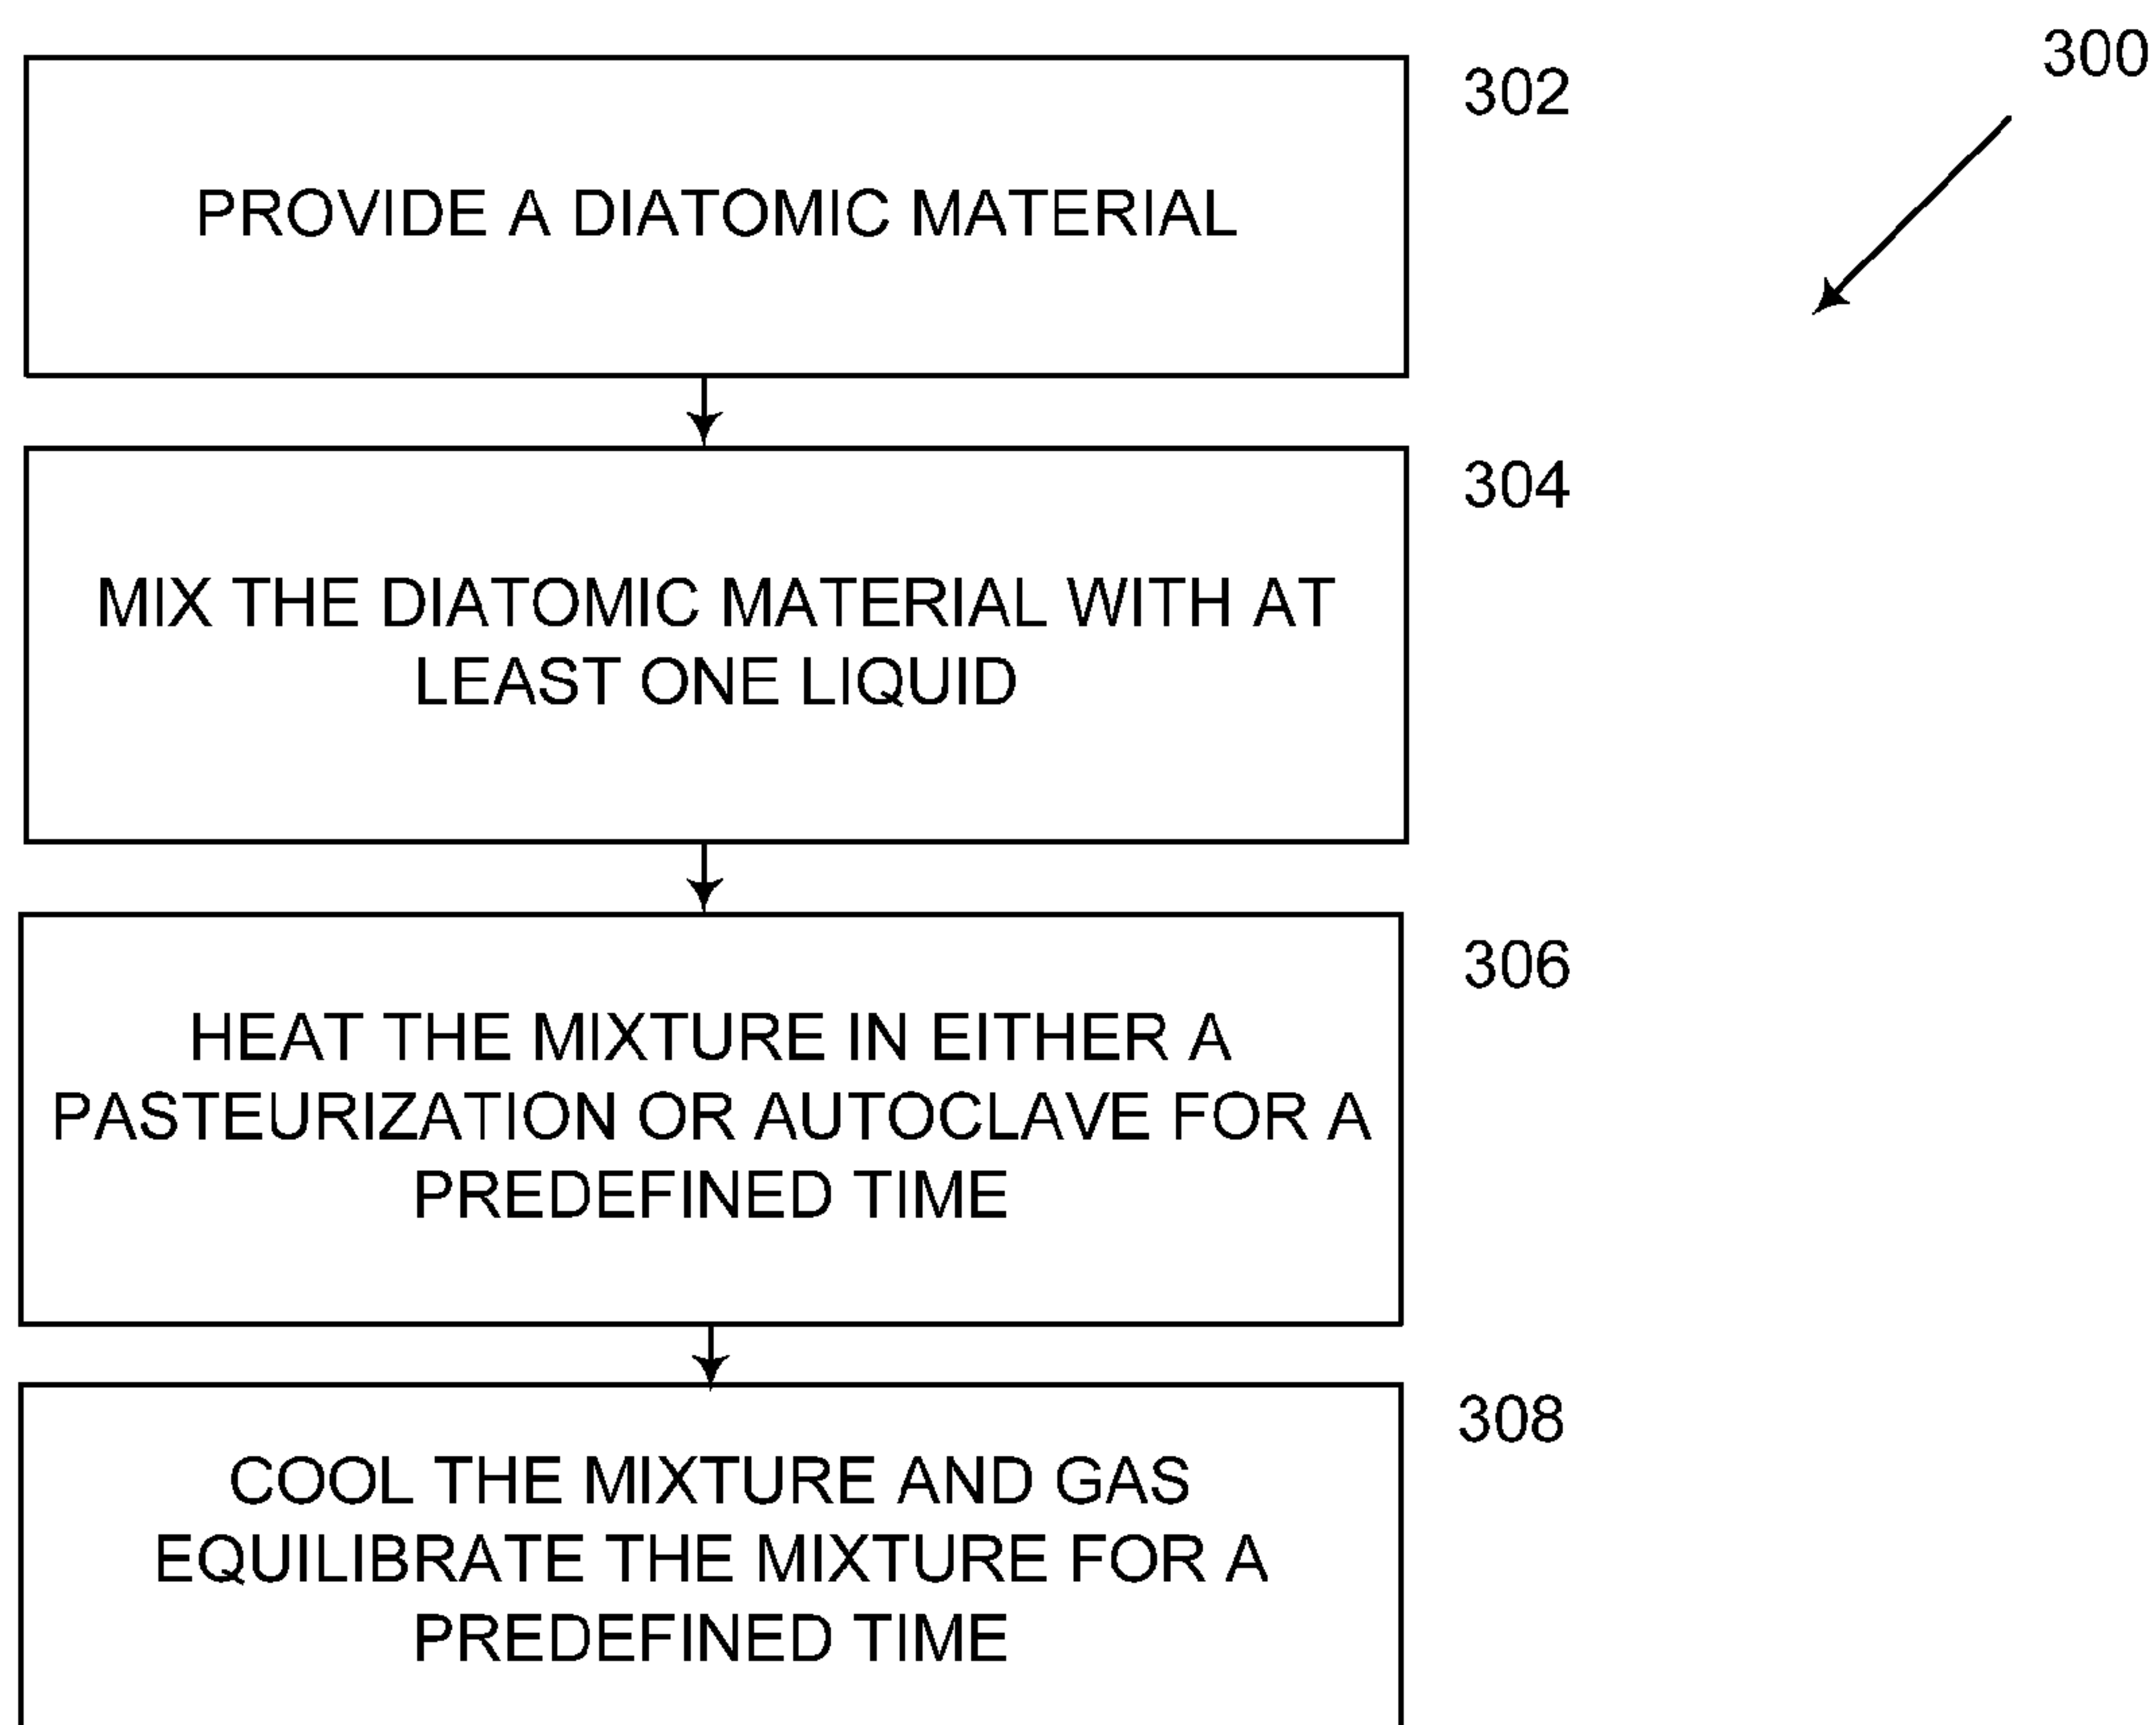 300
302
PROVIDE A DIATOMIC MATERIAL
304
MIX THE DIATOMIC MATERIAL WITH AT
LEAST ONE LIQUID
306
HEAT THE MIXTURE IN EITHER A
PASTEURIZATION OR AUTOCLAVE FOR A
PREDEFINED TIME
308
COOL THE MIXTURE AND GAS
EQUILIBRATE THE MIXTURE FOR A
PREDEFINED TIME